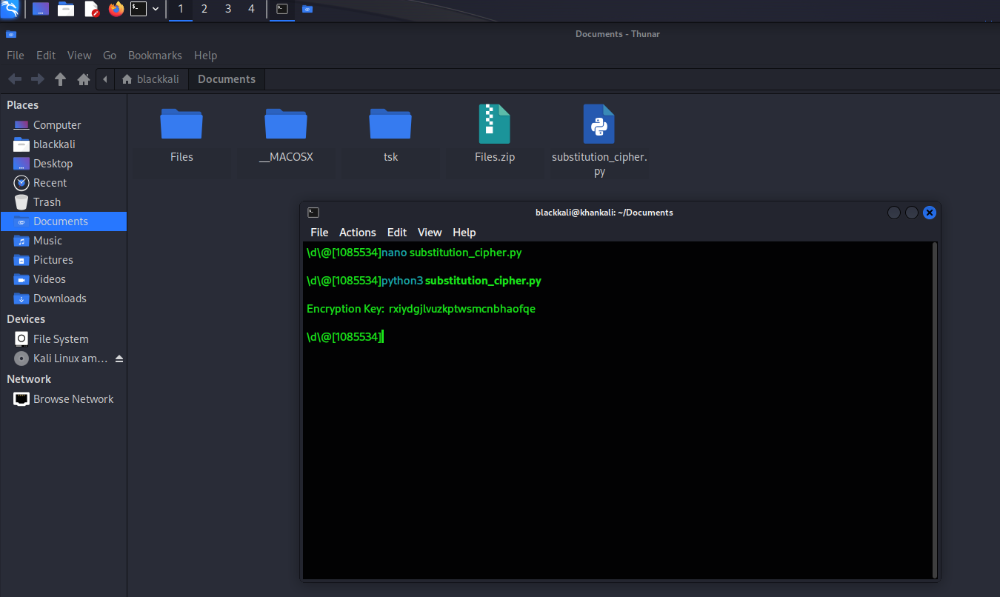 1 2 3 4
Documents - Thunar
File Edit View Go Bookmarks Help
blackkali Documents
Places
Computer
blackkali
Desktop
Recent
Trash
Documents
Music
Pictures
Videos
Downloads
Devices
File System
Kali Linux am...
Network
Browse Network
Files
__MACOSX
tsk
Files.zip
substitution_cipher.
py
blackkali@khankali: ~/Documents
File Actions Edit View Help
\d\@[1085534]nano substitution_cipher.py
\d\@[1085534]python3 substitution_cipher.py
Encryption Key: rxiydgjlvuzkptwsmcnbhaofqe
\d\@[1085534]